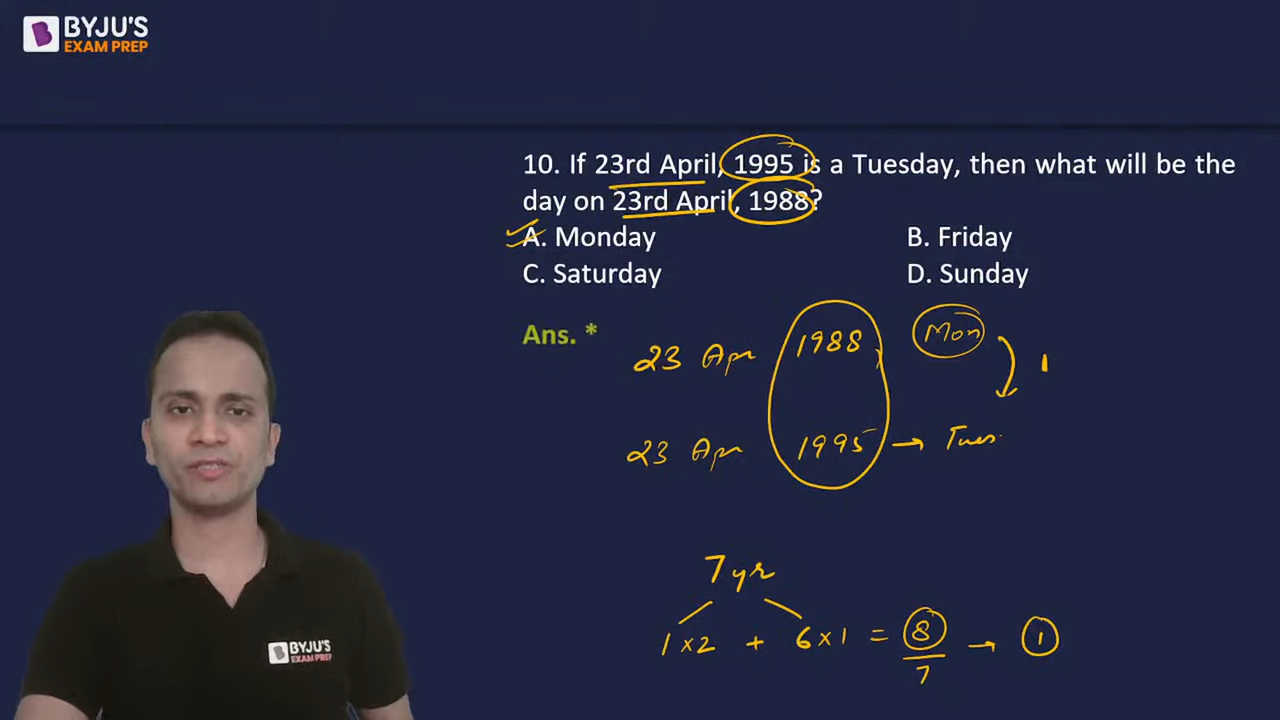 BYJU'S
EXAM PREP
10. If 23rd April, 1995 is a Tuesday, then what will be the
day on 23rd April, 1988?
A. Monday
B. Friday
C. Saturday
D. Sunday
Ans. *
23 Apr 1988 Mon
1
23 Apr 1995 → Tues
7 yr
1 × 2 + 6 × 1 = 8/7 → 1
BYJU'S
EXAM PREP